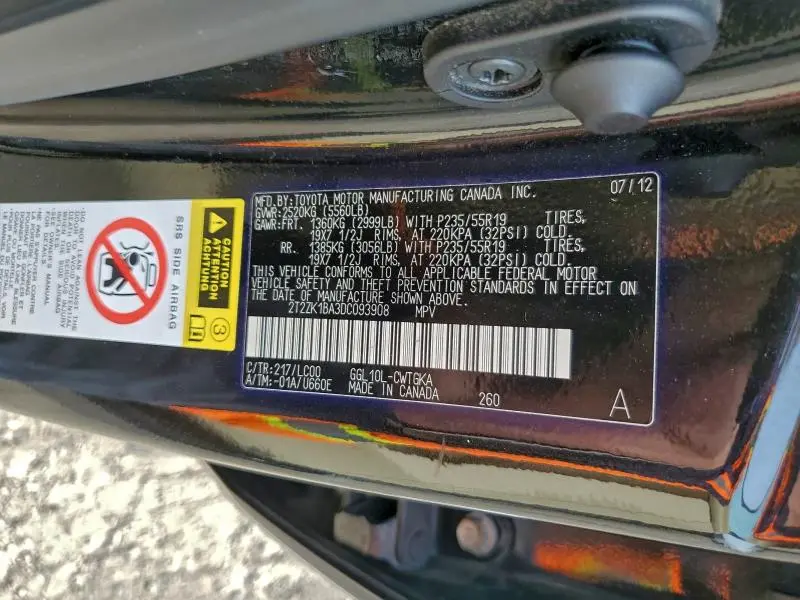 MFD.BY:TOYOTA MOTOR MANUFACTURING CANADA INC. 07/12
GVWR:2520KG (5560LB)
GAWR:FRT. 1360KG (2999LB) WITH P235/55R19 TIRES,
19X7 1/2J RIMS, AT 220KPA (32PSI) COLD.
RR. 1385KG (3056LB) WITH P235/55R19 TIRES,
19X7 1/2J RIMS, AT 220KPA (32PSI) COLD.
THIS VEHICLE CONFORMS TO ALL APPLICABLE FEDERAL MOTOR
VEHICLE SAFETY AND THEFT PREVENTION STANDARDS IN EFFECT ON
THE DATE OF MANUFACTURE SHOWN ABOVE.
2T2ZK1BA3DC093908 MPV
C/TR:217/LC00 GGL10L-CWTGKA
A/TM:-01A/U660E MADE IN CANADA 260 A
CAUTION
ATTENTION
ACHTUNG
3
SRS SIDE AIRBAG